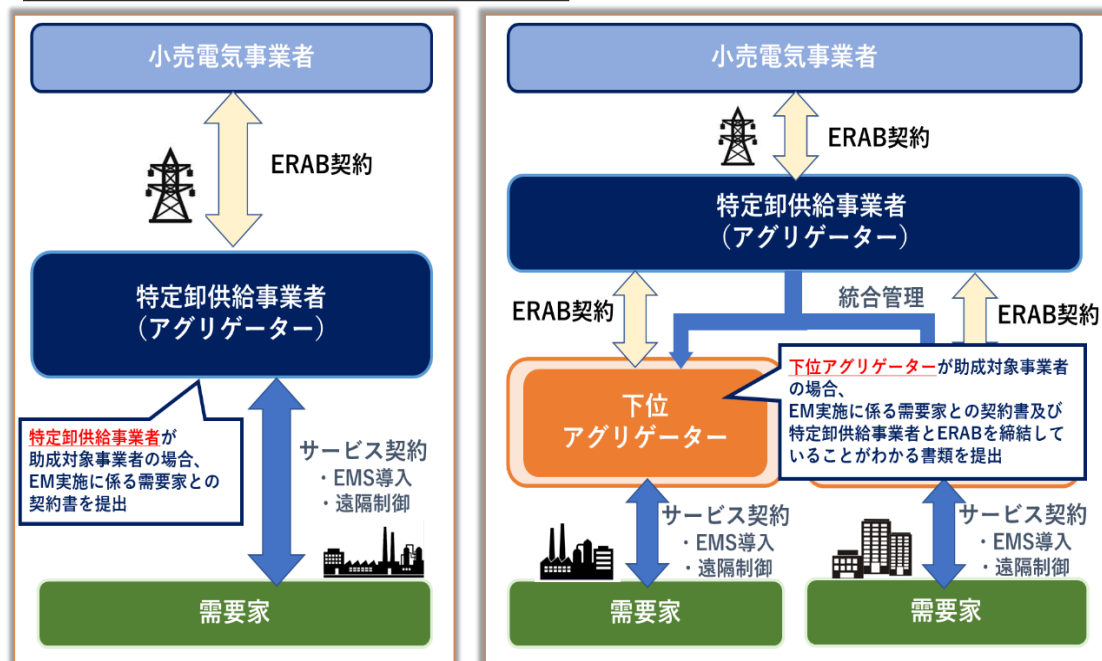 小売電気事業者
ERAB契約
特定卸供給事業者
（アグリゲーター）
特定卸供給事業者が
助成対象事業者の場合、
EM実施に係る需要家との
契約書を提出
サービス契約
・EMS導入
・遠隔制御
需要家
小売電気事業者
ERAB契約
特定卸供給事業者
（アグリゲーター）
ERAB契約
統合管理
ERAB契約
下位アグリゲーターが助成対象事業者
の場合、
EM実施に係る需要家との契約書及び
特定卸供給事業者とERABを締結して
いることがわかる書類を提出
下位
アグリゲーター
サービス契約
・EMS導入
・遠隔制御
サービス契約
・EMS導入
・遠隔制御
需要家
需要家